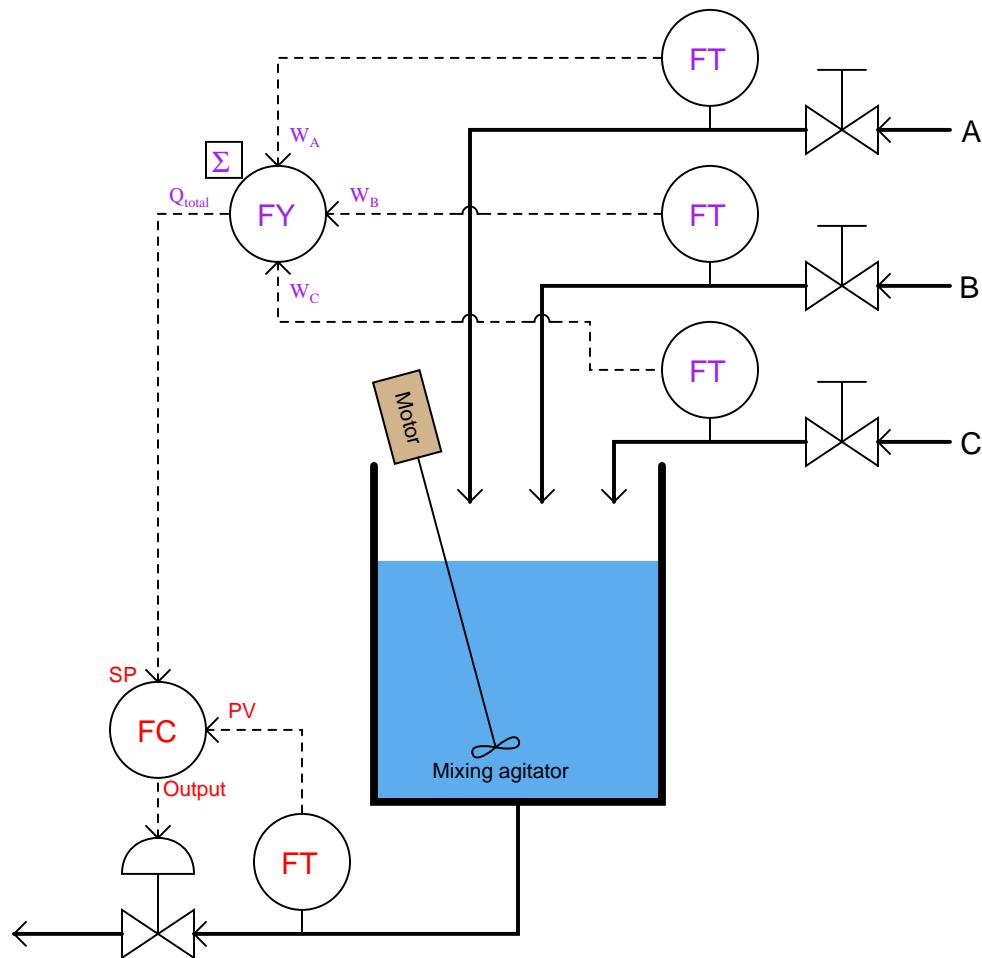 FT
A
W_A
Σ
FY
Q_total
W_B
FT
B
W_C
FT
C
Motor
SP
FC
PV
Output
Mixing agitator
FT